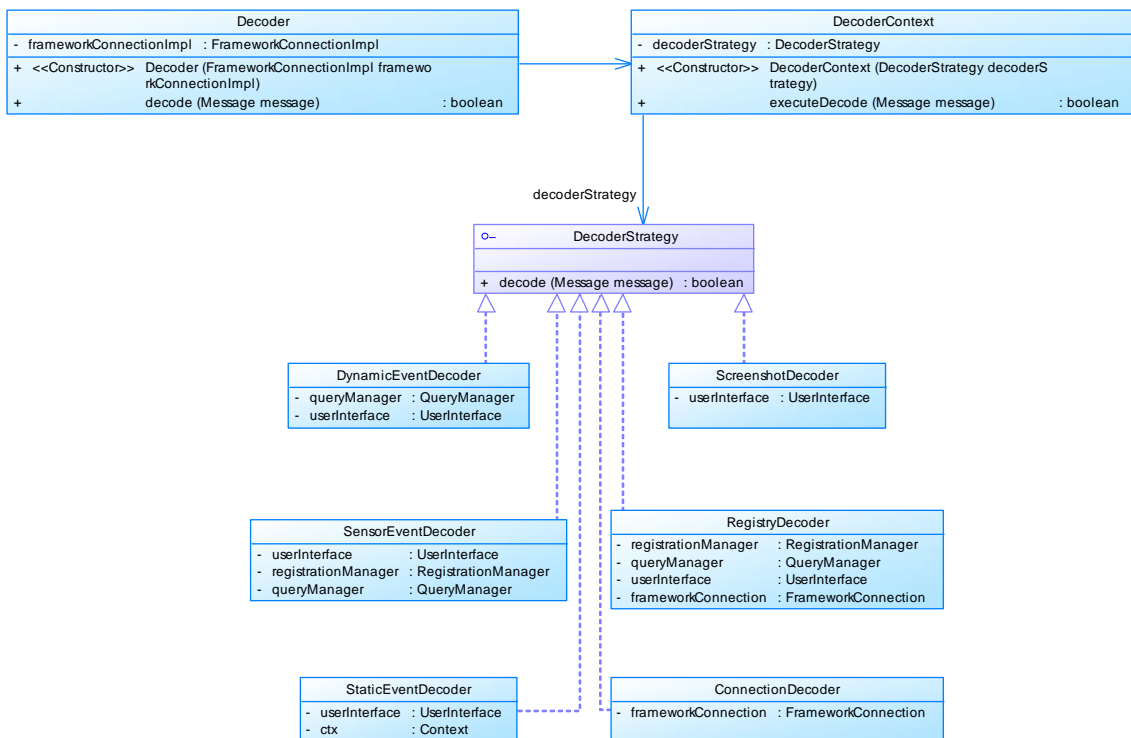 Decoder
- frameworkConnectionImpl : FrameworkConnectionImpl
+ <<Constructor>> Decoder (FrameworkConnectionImpl framewo
rkConnectionImpl)
+ decode (Message message) : boolean
DecoderContext
- decoderStrategy : DecoderStrategy
+ <<Constructor>> DecoderContext (DecoderStrategy decoderS
trategy)
+ executeDecode (Message message) : boolean
decoderStrategy
DecoderStrategy
+ decode (Message message) : boolean
DynamicEventDecoder
- queryManager : QueryManager
- userInterface : UserInterface
ScreenshotDecoder
- userInterface : UserInterface
SensorEventDecoder
- userInterface : UserInterface
- registrationManager : RegistrationManager
- queryManager : QueryManager
RegistryDecoder
- registrationManager : RegistrationManager
- queryManager : QueryManager
- userInterface : UserInterface
- frameworkConnection : FrameworkConnection
StaticEventDecoder
- userInterface : UserInterface
- ctx : Context
ConnectionDecoder
- frameworkConnection : FrameworkConnection